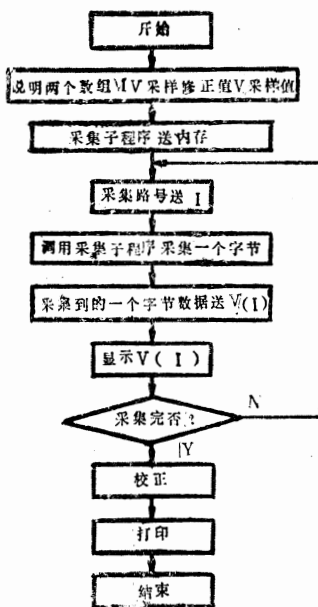 开始
说明两个数组MV采样修正值V采样值
采集子程序送内存
采集路号送 I
调用采集子程序采集一个字节
采集到的一个字节数据送V(I)
显示V( I )
采集完否?
N
Y
校正
打印
结束